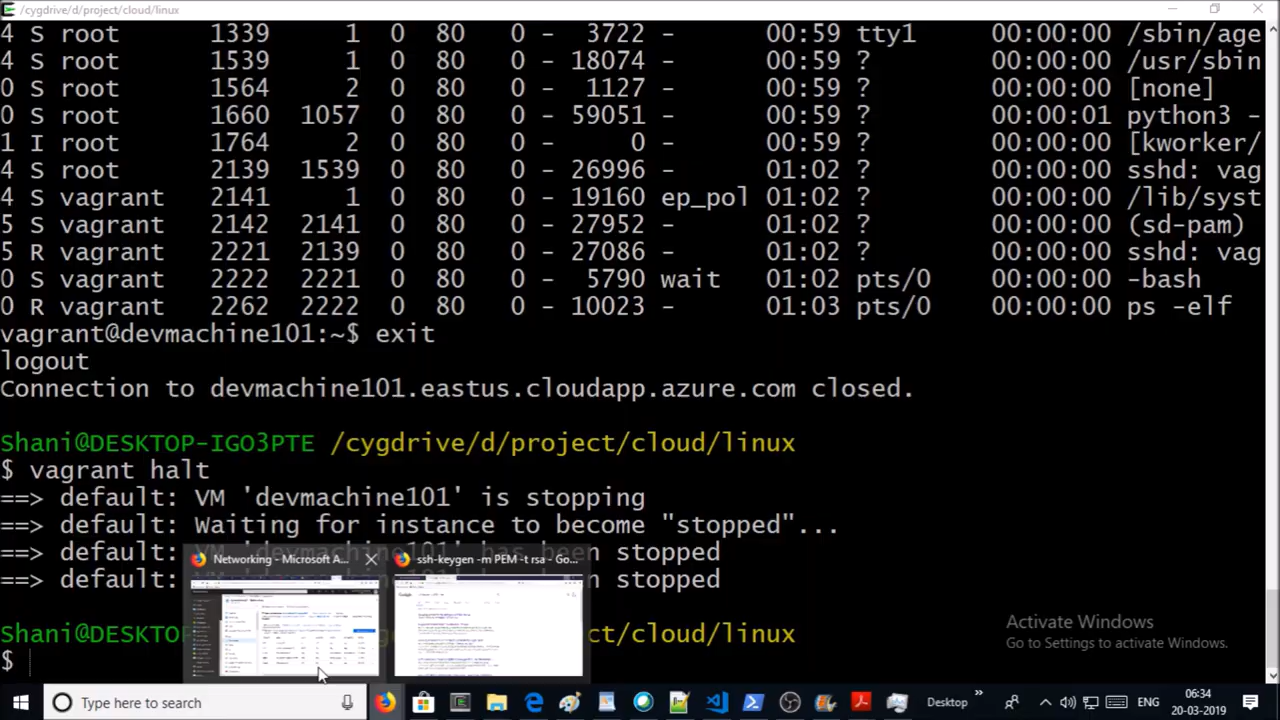 /cygdrive/d/project/cloud/linux
4 S root 1339 1 0 80 0 - 3722 - 00:59 tty1 00:00:00 /sbin/age
4 S root 1539 1 0 80 0 - 18074 - 00:59 ? 00:00:00 /usr/sbin
0 S root 1564 2 0 80 0 - 1127 - 00:59 ? 00:00:00 [none]
0 S root 1660 1057 0 80 0 - 59051 - 00:59 ? 00:00:01 python3 -
1 I root 1764 2 0 80 0 - 0 - 00:59 ? 00:00:00 [kworker/
4 S root 2139 1539 0 80 0 - 26996 - 01:02 ? 00:00:00 sshd: vag
4 S vagrant 2141 1 0 80 0 - 19160 ep_pol 01:02 ? 00:00:00 /lib/syst
5 S vagrant 2142 2141 0 80 0 - 27952 - 01:02 ? 00:00:00 (sd-pam)
5 R vagrant 2221 2139 0 80 0 - 27086 - 01:02 ? 00:00:00 sshd: vag
0 S vagrant 2222 2221 0 80 0 - 5790 wait 01:02 pts/0 00:00:00 -bash
0 R vagrant 2262 2222 0 80 0 - 10023 - 01:03 pts/0 00:00:00 ps -elf
vagrant@devmachine101:~$ exit
logout
Connection to devmachine101.eastus.cloudapp.azure.com closed.
Shani@DESKTOP-IGO3PTE /cygdrive/d/project/cloud/linux
$ vagrant halt
==> default: VM 'devmachine101' is stopping
==> default: Waiting for instance to become "stopped"...
==> default: VM 'devmachine101' has been stopped
==> default: VM 'devmachine101' has been stopped
Networking - Microsoft A...
ssh-keygen -m PEM -t rsa - Go...
Shani@DESKT ct/cloud/linux
$
Activate Windows
Go to Settings to activate Windows.
Type here to search
Desktop
ENG
06:34
20-03-2019